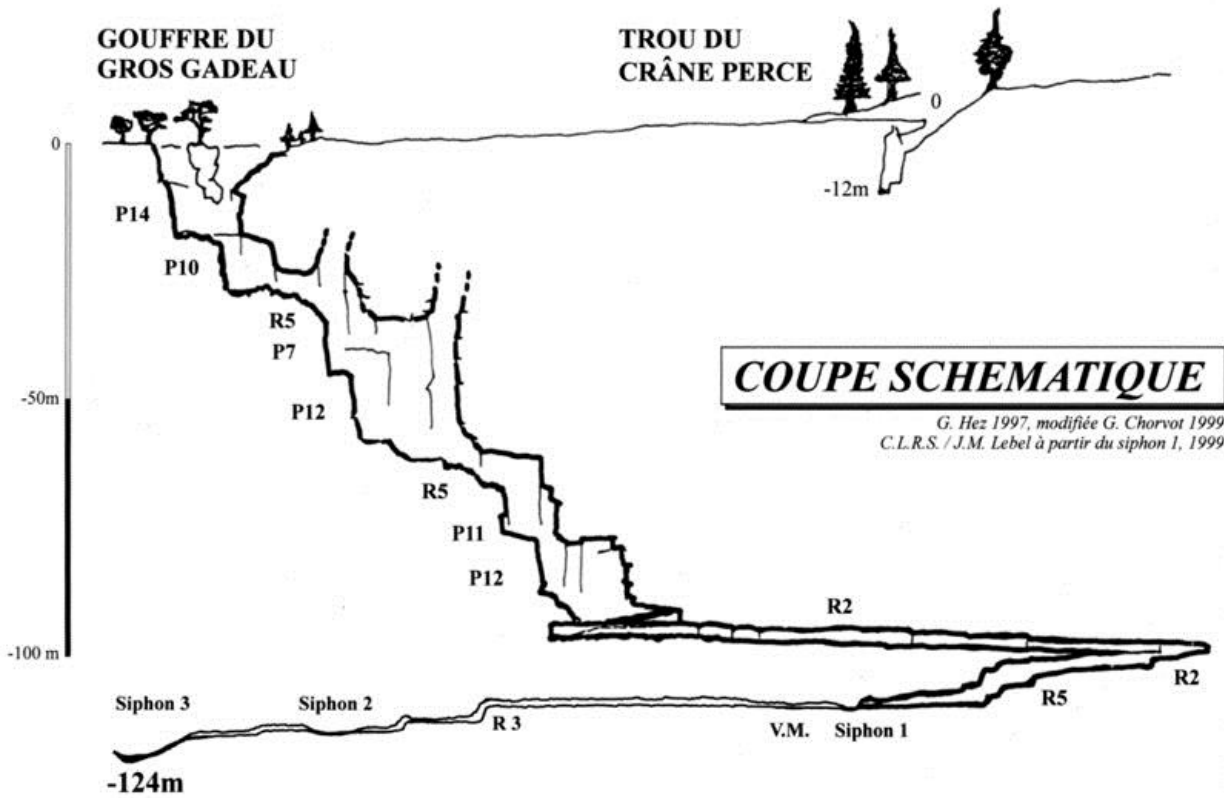 GOUFFRE DU
GROS GADEAU
TROU DU
CRÂNE PERCE
0
0
-12m
P14
P10
R5
P7
-50m
P12
COUPE SCHEMATIQUE
G. Hez 1997, modifiée G. Chorvot 1999
C.L.R.S. / J.M. Lebel à partir du siphon 1, 1999
R5
P11
P12
R2
-100 m
R2
R5
Siphon 3
Siphon 2
R 3
V.M.
Siphon 1
-124m